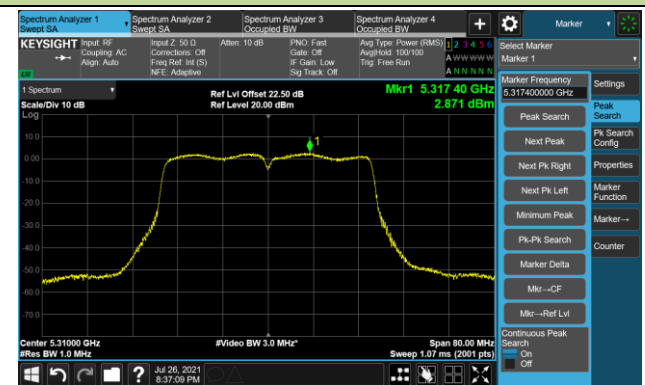 Spectrum Analyzer 1
Swept SA
Spectrum Analyzer 2
Swept SA
Spectrum Analyzer 3
Occupied BW
Spectrum Analyzer 4
Occupied BW
+
Marker
KEYSIGHT
Input: RF
Coupling: AC
Align: Auto
Input Z: 50 Ω
Corrections: Off
Freq Ref: Int (S)
NFE: Adaptive
Atten: 10 dB
PNO: Fast
Gate: Off
IF Gain: Low
Sig Track: Off
Avg Type: Power (RMS)
Avg|Hold: 100/100
Trig: Free Run
1 2 3 4 5 6
A W W W W W
A N N N N N
Select Marker
Marker 1
1 Spectrum
Scale/Div 10 dB
Log
Ref Lvl Offset 22.50 dB
Ref Level 20.00 dBm
Mkr1 5.317 40 GHz
2.871 dBm
10.0
0.00
-10.0
-20.0
-30.0
-40.0
-50.0
-60.0
-70.0
1
Center 5.31000 GHz
#Res BW 1.0 MHz
#Video BW 3.0 MHz*
Span 80.00 MHz
Sweep 1.07 ms (2001 pts)
Marker Frequency
5.317400000 GHz
Peak Search
Next Peak
Next Pk Right
Next Pk Left
Minimum Peak
Pk-Pk Search
Marker Delta
Mkr→CF
Mkr→Ref Lvl
Continuous Peak
Search
On
Off
Settings
Peak
Search
Pk Search
Config
Properties
Marker
Function
Marker→
Counter
?
Jul 26, 2021
8:37:09 PM